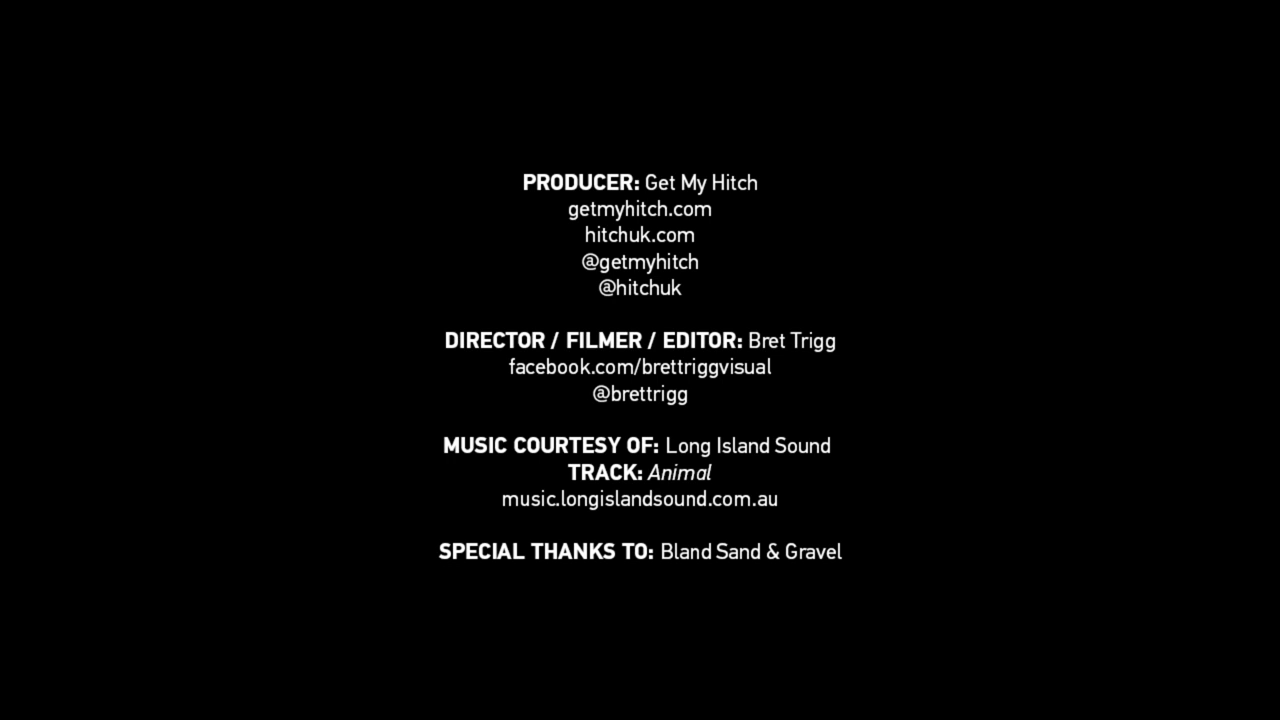 PRODUCER: Get My Hitch
getmyhitch.com
hitchuk.com
@getmyhitch
@hitchuk
DIRECTOR / FILMER / EDITOR: Bret Trigg
facebook.com/brettriggvisual
@brettrigg
MUSIC COURTESY OF: Long Island Sound
TRACK: Animal
music.longislandsound.com.au
SPECIAL THANKS TO: Bland Sand & Gravel